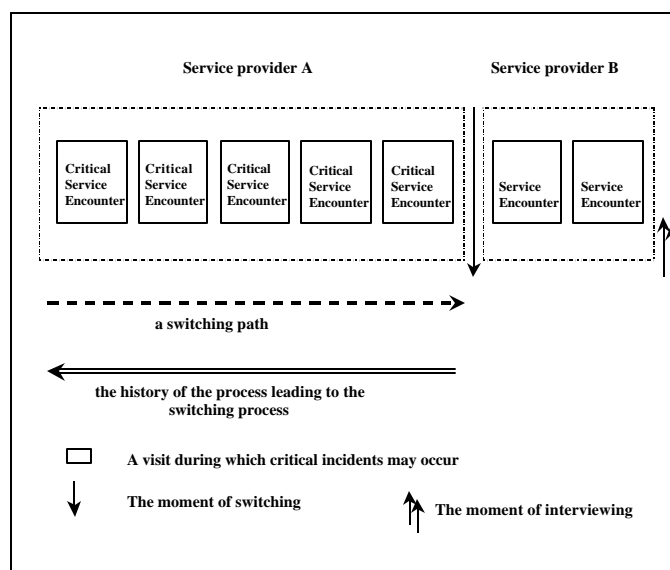 Service provider A
Service provider B
Critical
Service
Encounter
Critical
Service
Encounter
Critical
Service
Encounter
Critical
Service
Encounter
Critical
Service
Encounter
Service
Encounter
Service
Encounter
a switching path
the history of the process leading to the
switching process
A visit during which critical incidents may occur
The moment of switching
The moment of interviewing